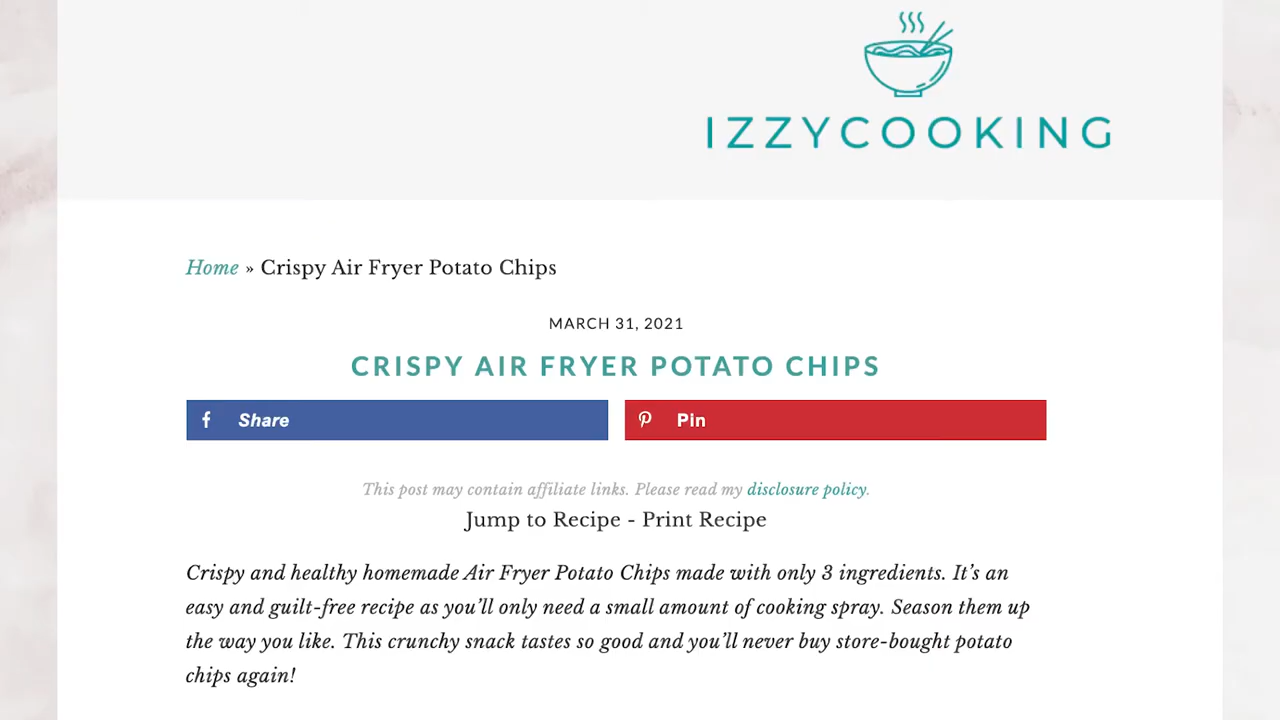 IZZYCOOKING
Home » Crispy Air Fryer Potato Chips
MARCH 31, 2021
CRISPY AIR FRYER POTATO CHIPS
Share Pin
This post may contain affiliate links. Please read my disclosure policy.
Jump to Recipe - Print Recipe
Crispy and healthy homemade Air Fryer Potato Chips made with only 3 ingredients. It’s an
easy and guilt-free recipe as you’ll only need a small amount of cooking spray. Season them up
the way you like. This crunchy snack tastes so good and you’ll never buy store-bought potato
chips again!